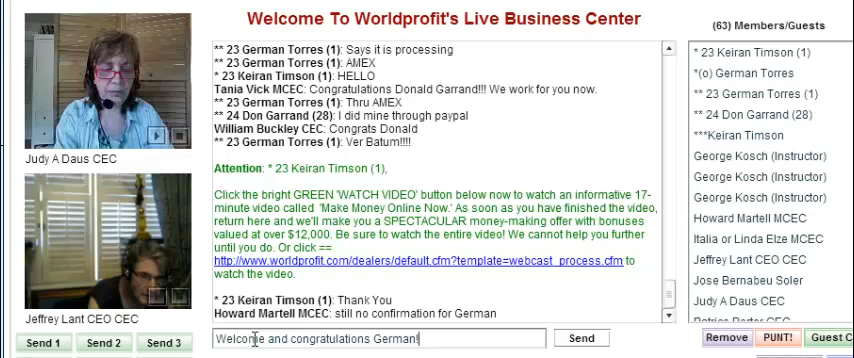 Welcome To Worldprofit's Live Business Center
(63) Members/Guests
Judy A Daus CEC
Jeffrey Lant CEO CEC
Send 1
Send 2
Send 3
** 23 German Torres (1): Says it is processing
** 23 German Torres (1): AMEX
* 23 Keiran Timson (1): HELLO
Tania Vick MCEC: Congratulations Donald Garrand!!! We work for you now.
** 23 German Torres (1): Thru AMEX
** 24 Don Garrand (28): I did mine through paypal
William Buckley CEC: Congrats Donald
** 23 German Torres (1): Ver Batum!!!!
Attention: * 23 Keiran Timson (1),
Click the bright GREEN 'WATCH VIDEO' button below now to watch an informative 17-
minute video called 'Make Money Online Now.' As soon as you have finished the video,
return here and we'll make you a SPECTACULAR money-making offer with bonuses
valued at over $12,000. Be sure to watch the entire video! We cannot help you further
until you do. Or click ==
http://www.worldprofit.com/dealers/default.cfm?template=webcast_process.cfm to
watch the video.
* 23 Keiran Timson (1): Thank You
Howard Martell MCEC: still no confirmation for German
Welcome and congratulations German!
Send
* 23 Keiran Timson (1)
*(o) German Torres
** 23 German Torres (1)
** 24 Don Garrand (28)
***Keiran Timson
George Kosch (Instructor)
George Kosch (Instructor)
George Kosch (Instructor)
Howard Martell MCEC
Italia or Linda Elze MCEC
Jeffrey Lant CEO CEC
Jose Bernabeu Soler
Judy A Daus CEC
Remove
PUNT!
Guest C